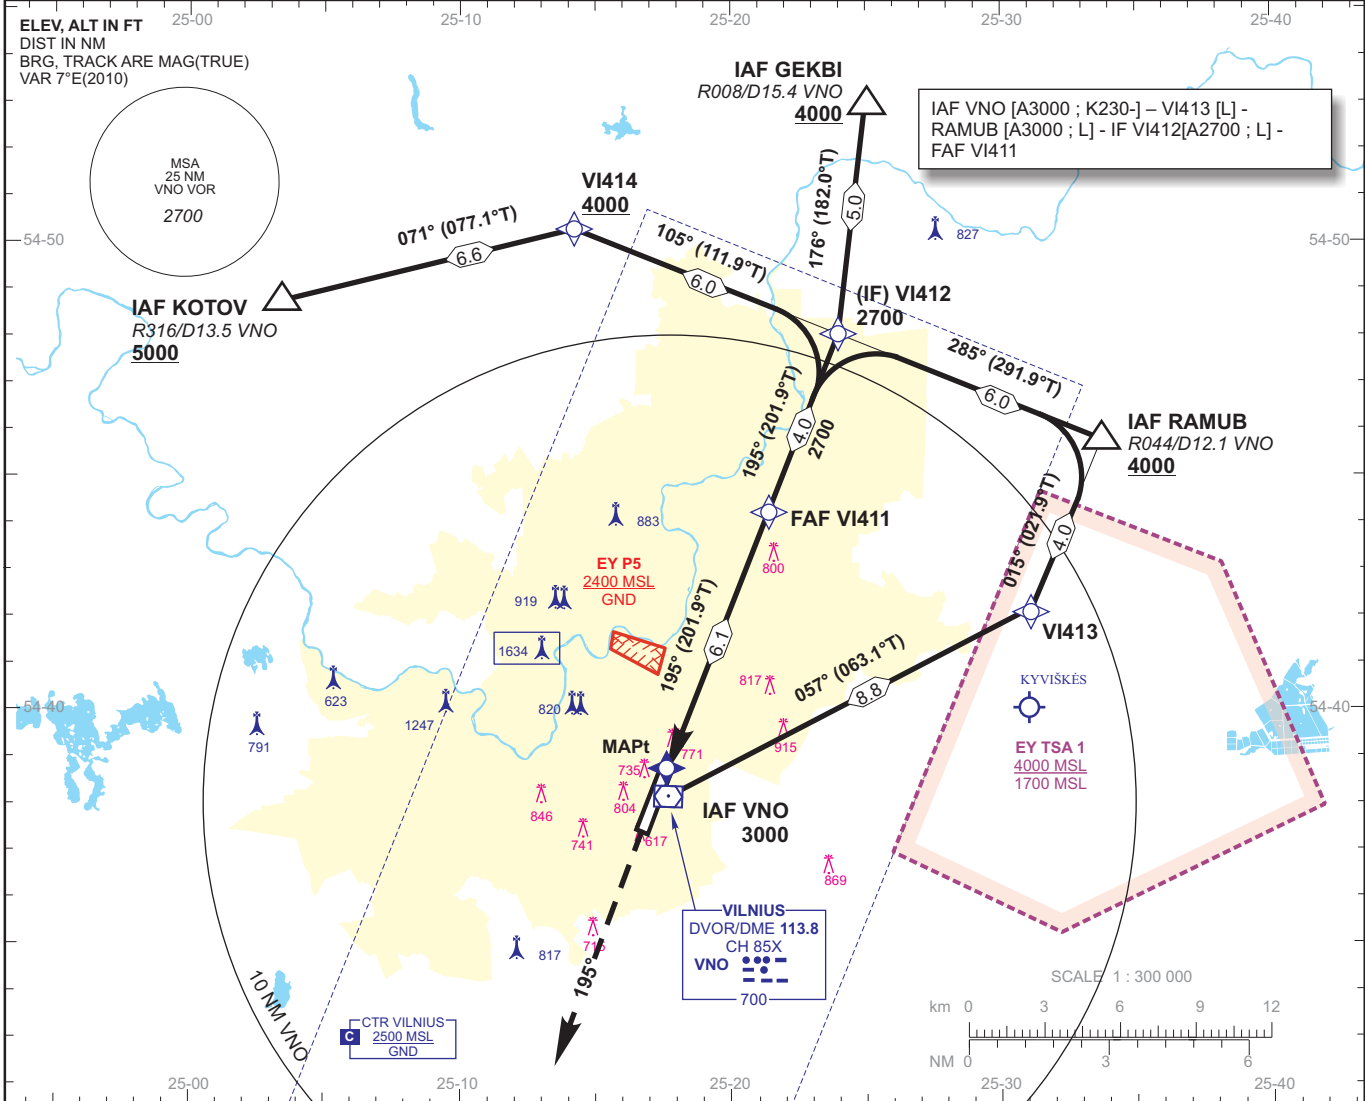 25-00
25-10
25-20
25-30
25-40
ELEV, ALT IN FT
DIST IN NM
BRG, TRACK ARE MAG(TRUE)
VAR 7°E(2010)
MSA
25 NM
VNO VOR
2700
IAF GEKBI
R008/D15.4 VNO
4000
IAF VNO [A3000 ; K230-] – VI413 [L] -
RAMUB [A3000 ; L] - IF VI412[A2700 ; L] -
FAF VI411
VI414
4000
071° (077.1°T)
6.6
105° (111.9°T)
6.0
176° (182.0°T)
5.0
827
54-50
54-50
IAF KOTOV
R316/D13.5 VNO
5000
(IF) VI412
2700
285° (291.9°T)
6.0
195° (201.9°T)
4.0
2700
IAF RAMUB
R044/D12.1 VNO
4000
015° (021.9°T)
4.0
883
FAF VI411
800
EY P5
2400 MSL
GND
919
1634
195° (201.9°T)
6.1
VI413
057° (063.1°T)
8.8
817
623
1247
820
791
54-40
54-40
KYVIŠKĖS
EY TSA 1
4000 MSL
1700 MSL
MAPt
771
735
915
804
846
741
617
IAF VNO
3000
869
VILNIUS
DVOR/DME 113.8
CH 85X
VNO
700
817
195°
10 NM VNO
C
CTR VILNIUS
2500 MSL
GND
SCALE 1 : 300 000
km 0 3 6 9 12
NM 0 3 6
25-00
25-10
25-20
25-30
25-40